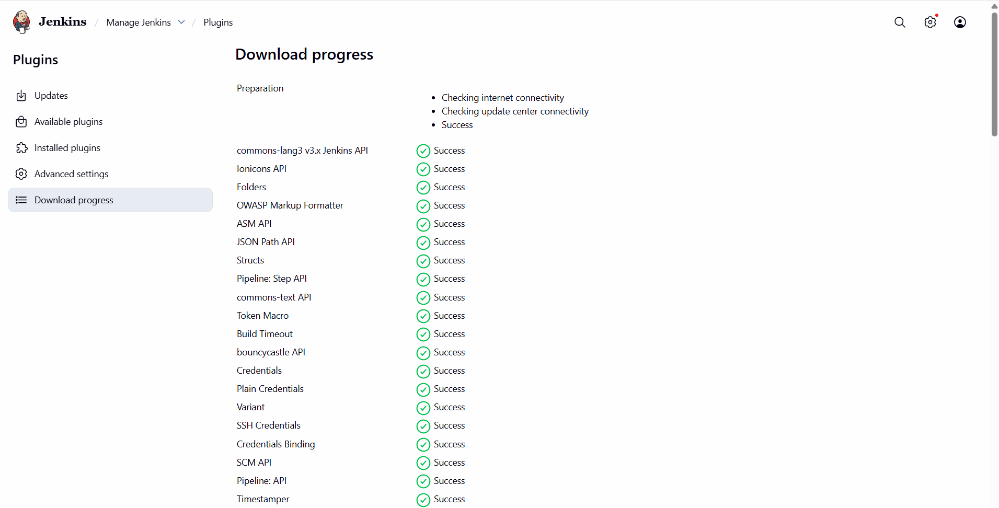 Jenkins / Manage Jenkins / Plugins
Plugins
Updates
Available plugins
Installed plugins
Advanced settings
Download progress
Download progress
Preparation
• Checking internet connectivity
• Checking update center connectivity
• Success
commons-lang3 v3.x Jenkins API Success
Ionicons API Success
Folders Success
OWASP Markup Formatter Success
ASM API Success
JSON Path API Success
Structs Success
Pipeline: Step API Success
commons-text API Success
Token Macro Success
Build Timeout Success
bouncycastle API Success
Credentials Success
Plain Credentials Success
Variant Success
SSH Credentials Success
Credentials Binding Success
SCM API Success
Pipeline: API Success
Timestamper Success